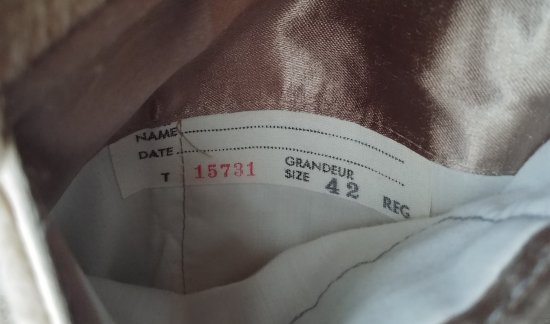 NAME
DATE
T 15731 GRANDEUR SIZE 42 REG